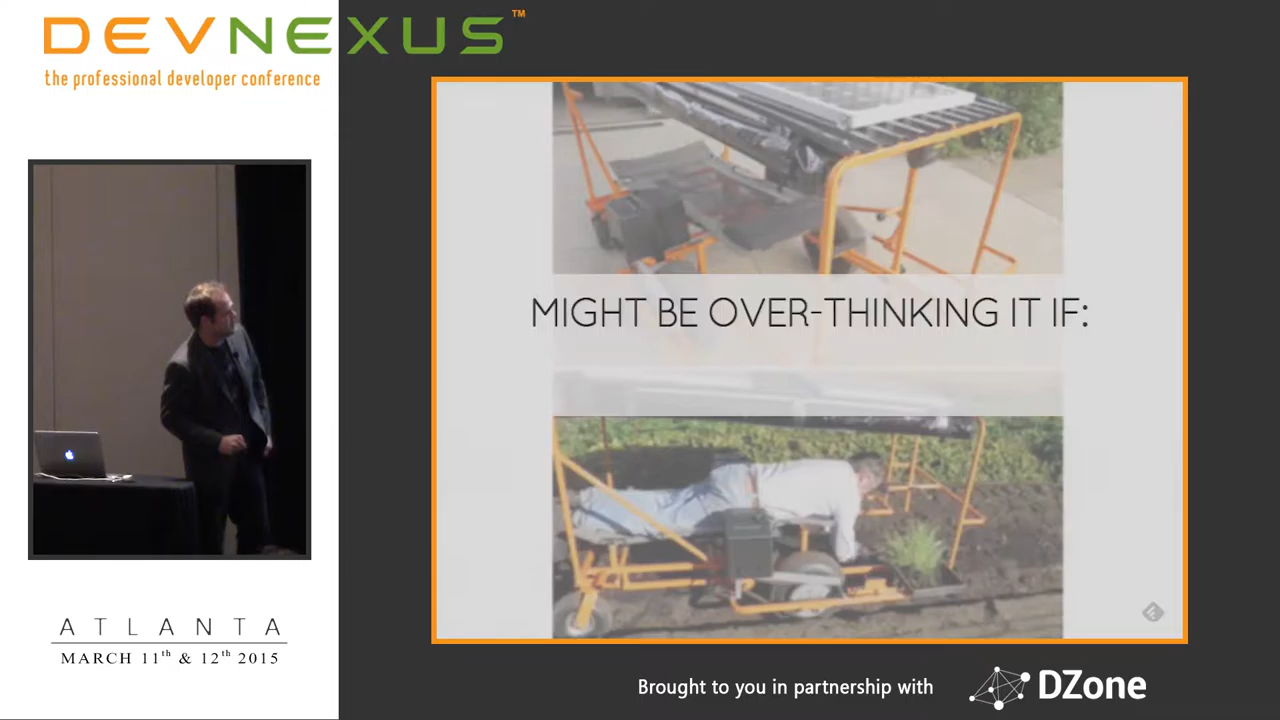 DEVNEXUS™
the professional developer conference
MIGHT BE OVER-THINKING IT IF:
ATLANTA
MARCH 11th & 12th 2015
Brought to you in partnership with
DZone